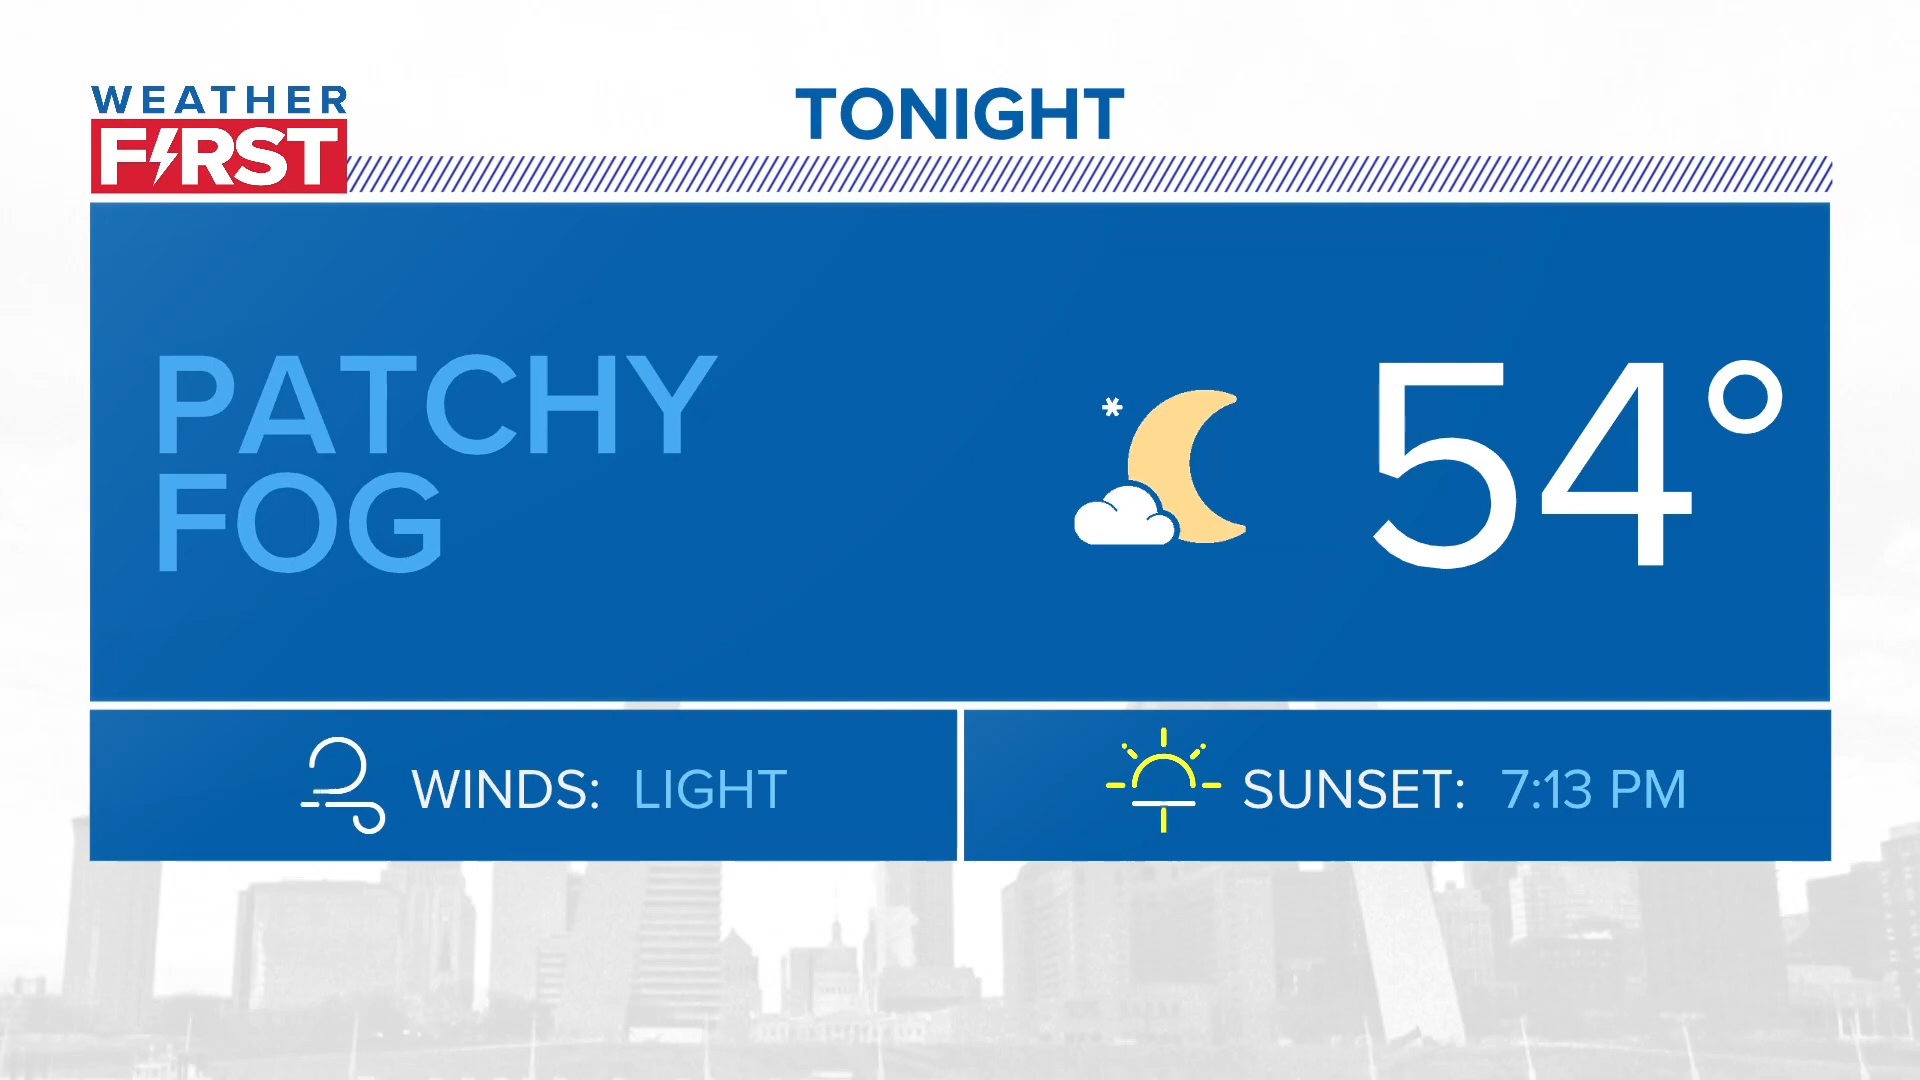 WEATHER
FIRST
TONIGHT
PATCHY
FOG
54°
WINDS: LIGHT
SUNSET: 7:13 PM